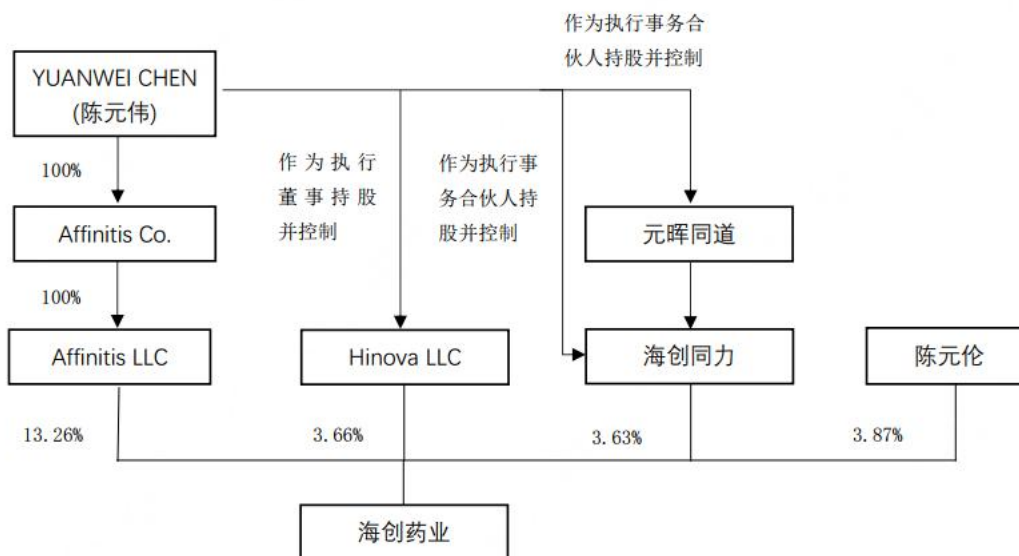 作为执行事务合
伙人持股并控制
YUANWEI CHEN
(陈元伟)
100%
作为执行
董事持股
并控制
作为执行事
务合伙人持
股并控制
Affinitis Co.
元晖同道
100%
Affinitis LLC
Hinova LLC
海创同力
陈元伦
13.26%
3.66%
3.63%
3.87%
海创药业